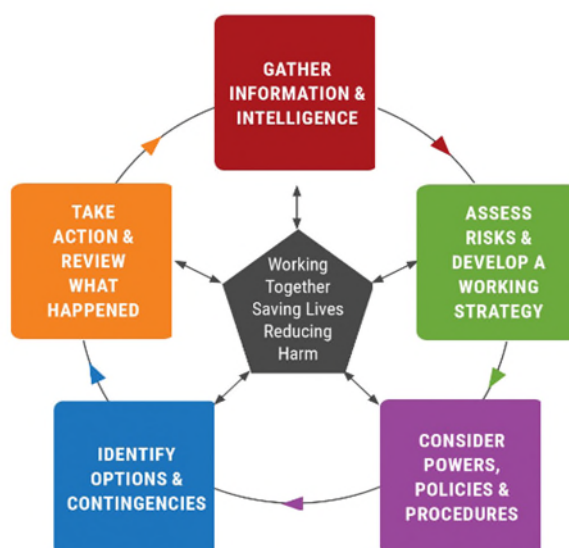 GATHER
INFORMATION &
INTELLIGENCE
ASSESS
RISKS &
DEVELOP A
WORKING
STRATEGY
CONSIDER
POWERS,
POLICIES &
PROCEDURES
IDENTIFY
OPTIONS &
CONTINGENCIES
TAKE
ACTION &
REVIEW
WHAT
HAPPENED
Working
Together
Saving Lives
Reducing
Harm